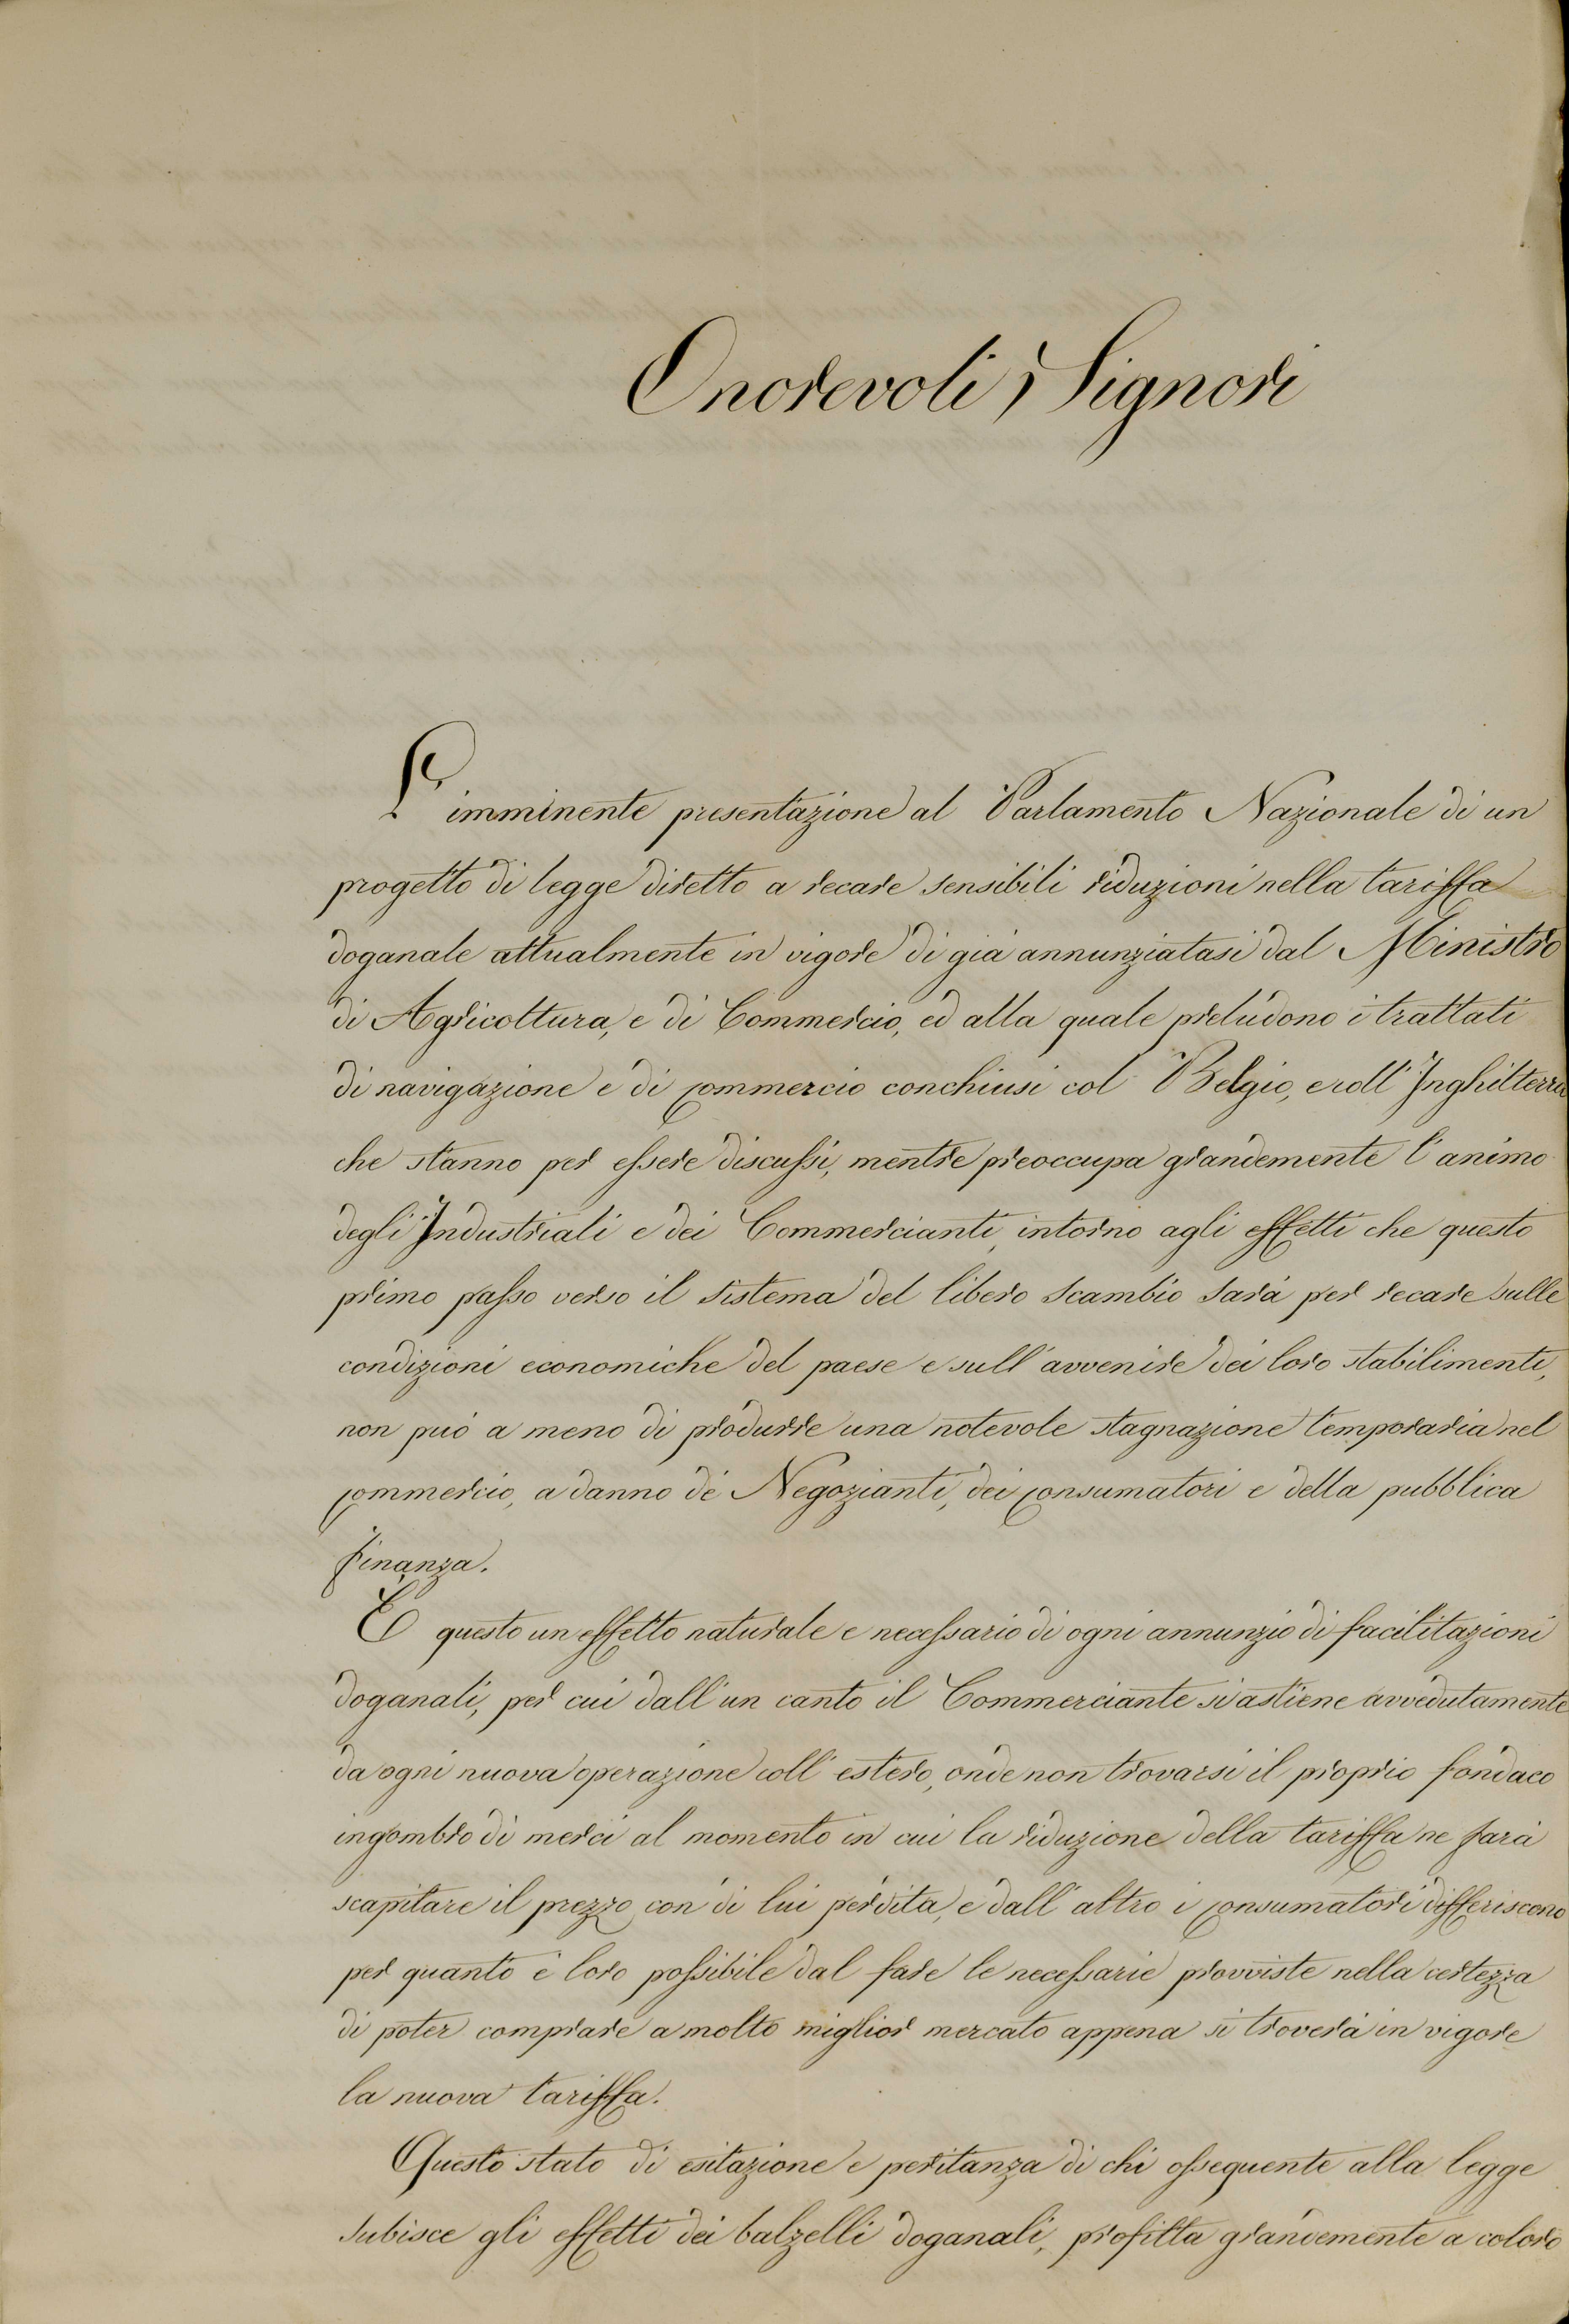 Onorevoli Signori
L' imminente presentazione al Parlamento Nazionale di un
progetto di legge diretto a recare sensibili riduzioni nella tariffa
doganale attualmente in vigore di già annunziatasi dal Ministro
di Agricoltura, e di Commercio, ed alla quale preludono i trattati
di navigazione e di commercio conchiusi col Belgio, e coll' Inghilterra
che stanno per essere discussi, mentre preoccupa grandemente l' animo
degli Industriali e dei Commercianti, intorno agli effetti che questo
primo passo verso il sistema del libero scambio sarà per recare sulle
condizioni economiche del paese e sull' avvenire dei loro stabilimenti,
non può a meno di produrre una notevole stagnazione temporaria nel
commercio, a danno de' Negozianti, dei consumatori e della pubblica
finanza.
E questo un effetto naturale e necessario di ogni annunzio di facilitazioni
doganali, per cui dall' un canto il Commerciante si astiene avvedutamente
da ogni nuova operazione coll' estero, onde non trovarsi il proprio fondaco
ingombro di merci al momento in cui la riduzione della tariffa ne farà
scapitare il prezzo con di lui perdita, e dall' altro i consumatori differiscono
per quanto è loro possibile dal fare le necessarie provviste nella certezza
di poter comprare a molto miglior mercato appena si troverà in vigore
la nuova tariffa.
Questo stato di esitazione e peritanza di chi ossequente alla legge
subisce gli effetti dei balzelli doganali, profitta grandemente a coloro